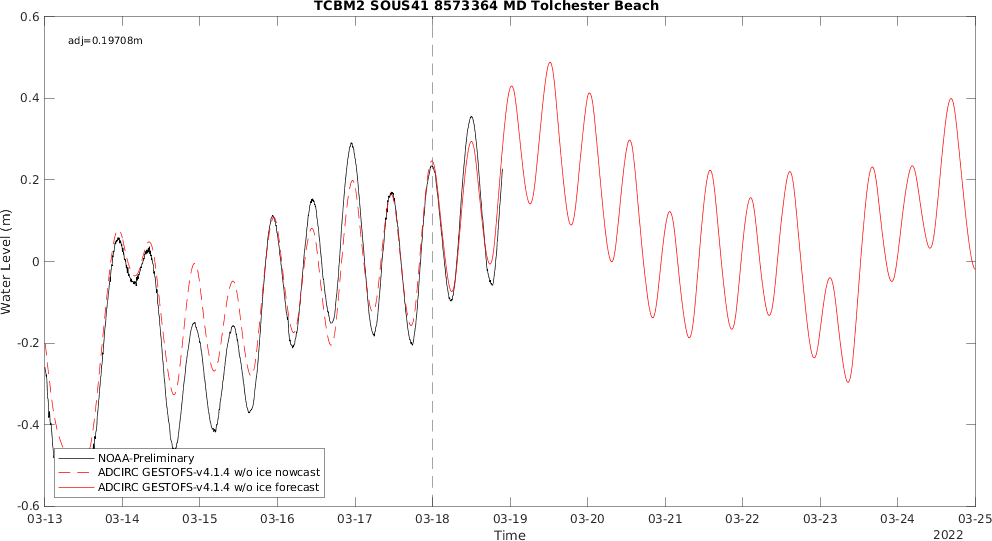 TCBM2 SOUS41 8573364 MD Tolchester Beach
adj=0.19708m
0.6
0.4
0.2
0
-0.2
-0.4
-0.6
Water Level (m)
NOAA-Preliminary
ADCIRC GESTOFS-v4.1.4 w/o ice nowcast
ADCIRC GESTOFS-v4.1.4 w/o ice forecast
03-13 03-14 03-15 03-16 03-17 03-18 03-19 03-20 03-21 03-22 03-23 03-24 03-25
Time
2022